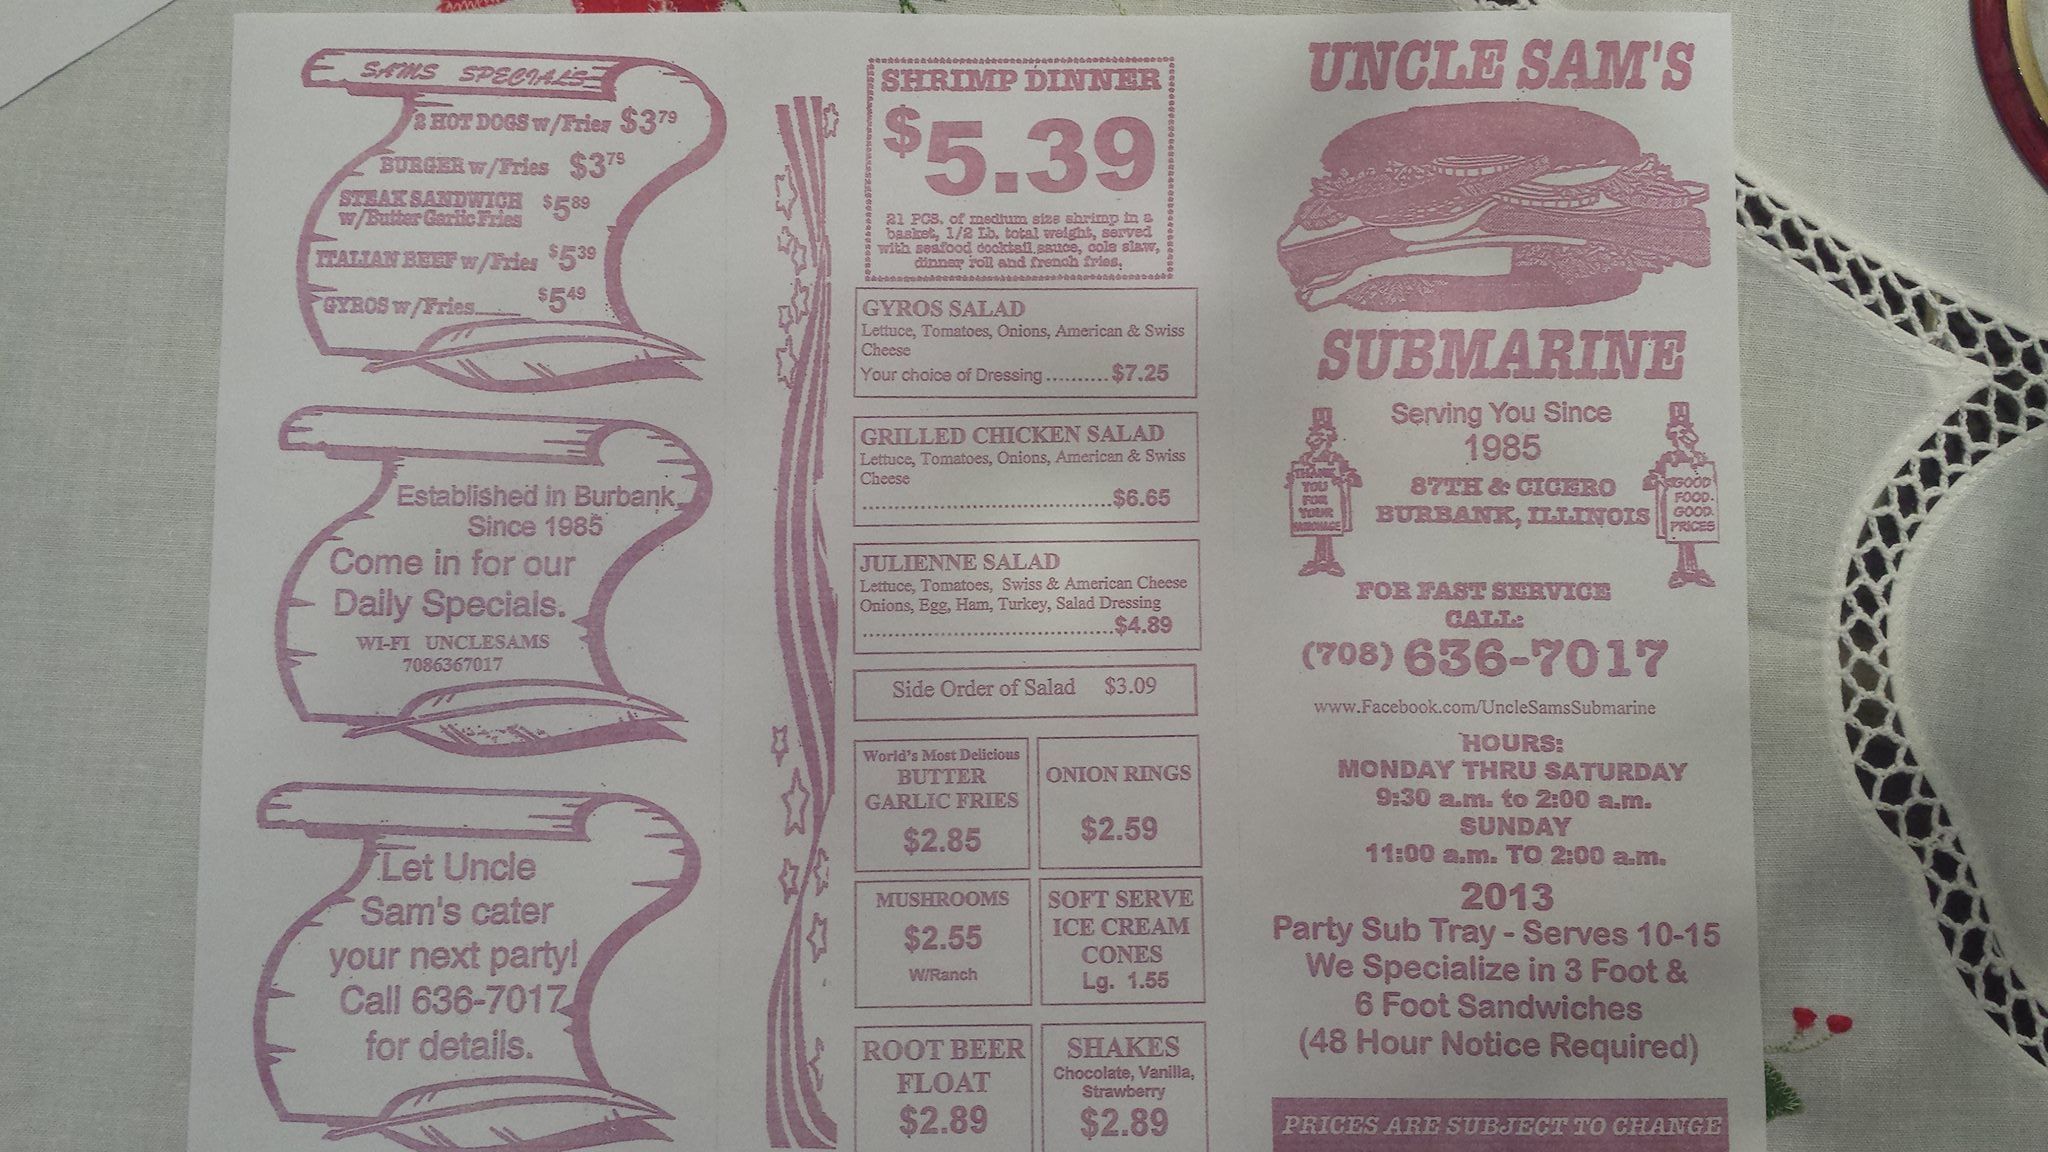 SAMS SPECIALS
2 HOT DOGS w/Fries $3.79
BURGER w/Fries $3.79
STEAK SANDWICH
w/Butter Garlic Fries $5.89
ITALIAN BEEF w/Fries $5.39
GYROS w/Fries...... $5.49
Established in Burbank
Since 1985
Come in for our
Daily Specials.
WI-FI UNCLESAMS
7086367017
Let Uncle
Sam's cater
your next party!
Call 636-7017
for details.
SHRIMP DINNER
$5.39
21 PCS. of medium size shrimp in a
basket, 1/2 Lb. total weight, served
with seafood cocktail sauce, cole slaw,
dinner roll and french fries.
GYROS SALAD
Lettuce, Tomatoes, Onions, American & Swiss
Cheese
Your choice of Dressing..........$7.25
GRILLED CHICKEN SALAD
Lettuce, Tomatoes, Onions, American & Swiss
Cheese
.......................................$6.65
JULIENNE SALAD
Lettuce, Tomatoes, Swiss & American Cheese
Onions, Egg, Ham, Turkey, Salad Dressing
.......................................$4.89
Side Order of Salad $3.09
World's Most Delicious
BUTTER
GARLIC FRIES
$2.85
ONION RINGS
$2.59
MUSHROOMS
$2.55
W/Ranch
SOFT SERVE
ICE CREAM
CONES
Lg. 1.55
ROOT BEER
FLOAT
$2.89
SHAKES
Chocolate, Vanilla,
Strawberry
$2.89
UNCLE SAM'S
SUBMARINE
Serving You Since
1985
87TH & CICERO
BURBANK, ILLINOIS
THANK
YOU
FOR
YOUR
PATRONAGE
GOOD
FOOD.
GOOD
PRICES
FOR FAST SERVICE
CALL:
(708) 636-7017
www.Facebook.com/UncleSamsSubmarine
HOURS:
MONDAY THRU SATURDAY
9:30 a.m. to 2:00 a.m.
SUNDAY
11:00 a.m. TO 2:00 a.m.
2013
Party Sub Tray - Serves 10-15
We Specialize in 3 Foot &
6 Foot Sandwiches
(48 Hour Notice Required)
PRICES ARE SUBJECT TO CHANGE